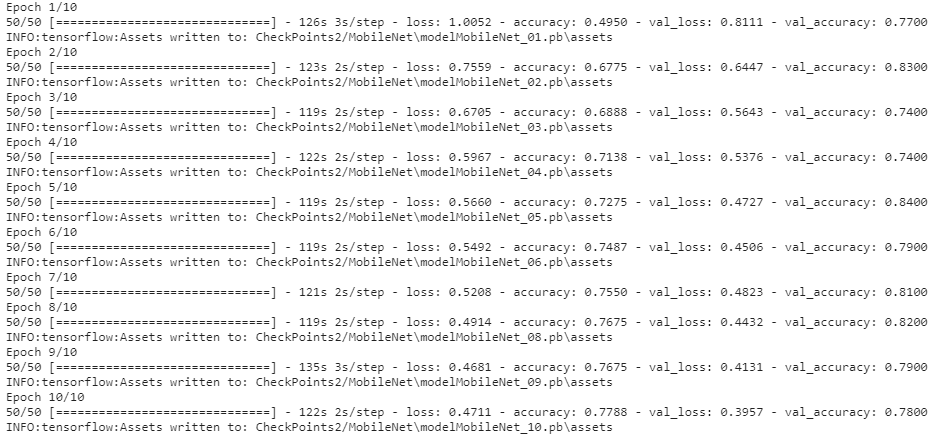 Epoch 1/10
50/50 [==============================] - 126s 3s/step - loss: 1.0052 - accuracy: 0.4950 - val_loss: 0.8111 - val_accuracy: 0.7700
INFO:tensorflow:Assets written to: CheckPoints2/MobileNet\modelMobileNet_01.pb\assets
Epoch 2/10
50/50 [==============================] - 123s 2s/step - loss: 0.7559 - accuracy: 0.6775 - val_loss: 0.6447 - val_accuracy: 0.8300
INFO:tensorflow:Assets written to: CheckPoints2/MobileNet\modelMobileNet_02.pb\assets
Epoch 3/10
50/50 [==============================] - 119s 2s/step - loss: 0.6705 - accuracy: 0.6888 - val_loss: 0.5643 - val_accuracy: 0.7400
INFO:tensorflow:Assets written to: CheckPoints2/MobileNet\modelMobileNet_03.pb\assets
Epoch 4/10
50/50 [==============================] - 122s 2s/step - loss: 0.5967 - accuracy: 0.7138 - val_loss: 0.5376 - val_accuracy: 0.7400
INFO:tensorflow:Assets written to: CheckPoints2/MobileNet\modelMobileNet_04.pb\assets
Epoch 5/10
50/50 [==============================] - 119s 2s/step - loss: 0.5660 - accuracy: 0.7275 - val_loss: 0.4727 - val_accuracy: 0.8400
INFO:tensorflow:Assets written to: CheckPoints2/MobileNet\modelMobileNet_05.pb\assets
Epoch 6/10
50/50 [==============================] - 119s 2s/step - loss: 0.5492 - accuracy: 0.7487 - val_loss: 0.4506 - val_accuracy: 0.7900
INFO:tensorflow:Assets written to: CheckPoints2/MobileNet\modelMobileNet_06.pb\assets
Epoch 7/10
50/50 [==============================] - 121s 2s/step - loss: 0.5208 - accuracy: 0.7550 - val_loss: 0.4823 - val_accuracy: 0.8100
Epoch 8/10
50/50 [==============================] - 119s 2s/step - loss: 0.4914 - accuracy: 0.7675 - val_loss: 0.4432 - val_accuracy: 0.8200
INFO:tensorflow:Assets written to: CheckPoints2/MobileNet\modelMobileNet_08.pb\assets
Epoch 9/10
50/50 [==============================] - 135s 3s/step - loss: 0.4681 - accuracy: 0.7675 - val_loss: 0.4131 - val_accuracy: 0.7900
INFO:tensorflow:Assets written to: CheckPoints2/MobileNet\modelMobileNet_09.pb\assets
Epoch 10/10
50/50 [==============================] - 122s 2s/step - loss: 0.4711 - accuracy: 0.7788 - val_loss: 0.3957 - val_accuracy: 0.7800
INFO:tensorflow:Assets written to: CheckPoints2/MobileNet\modelMobileNet_10.pb\assets